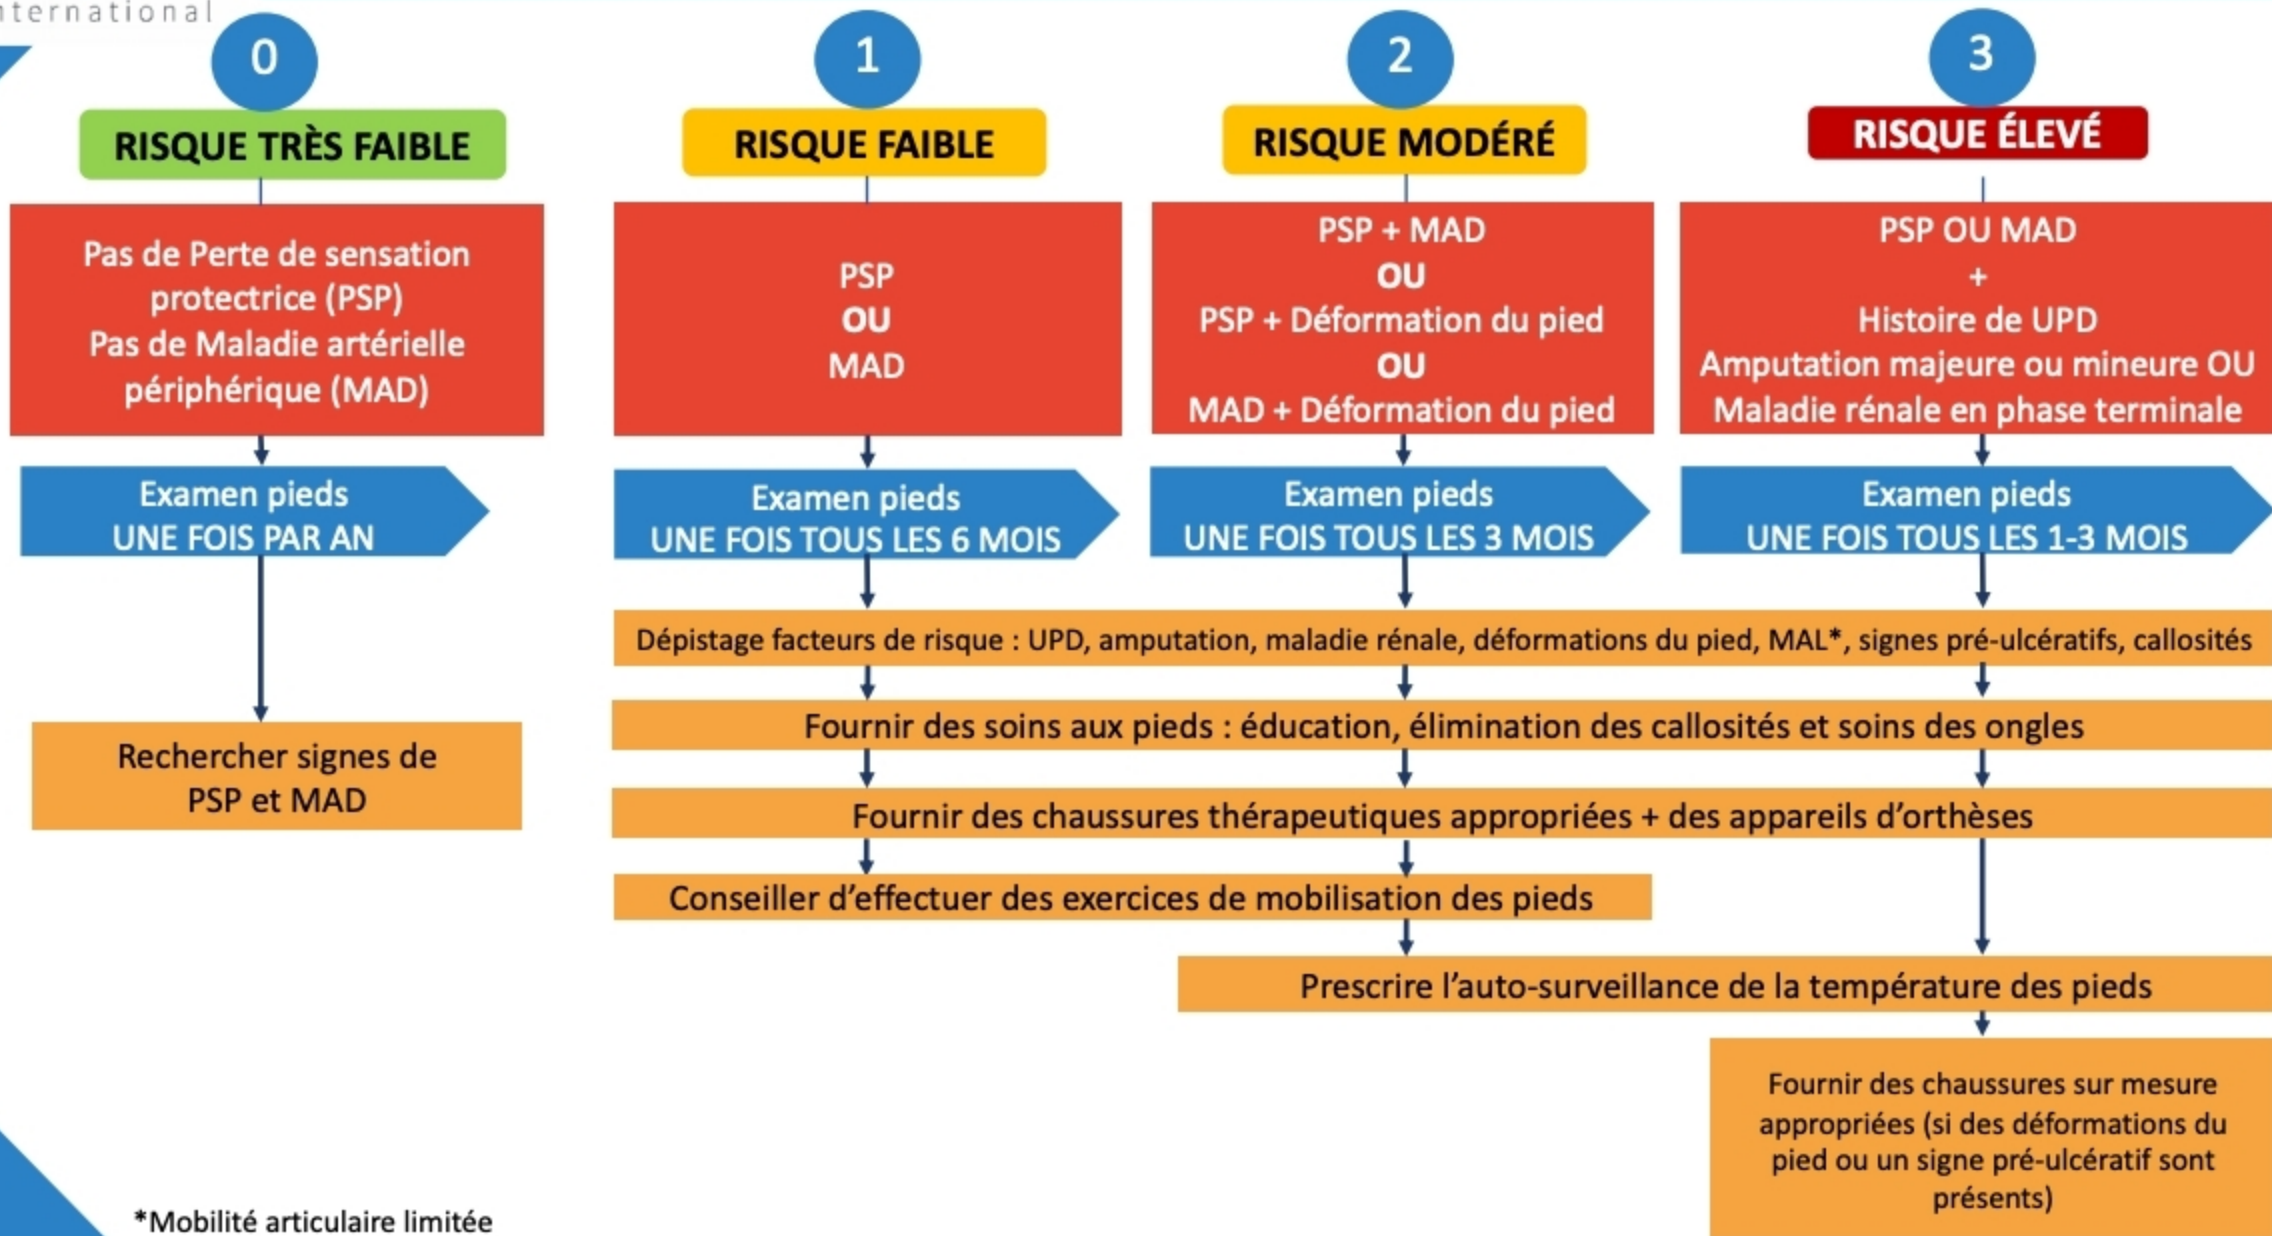 nternational
0
RISQUE TRÈS FAIBLE
Pas de Perte de sensation
protectrice (PSP)
Pas de Maladie artérielle
périphérique (MAD)
Examen pieds
UNE FOIS PAR AN
Rechercher signes de
PSP et MAD
1
RISQUE FAIBLE
PSP
OU
MAD
Examen pieds
UNE FOIS TOUS LES 6 MOIS
2
RISQUE MODÉRÉ
PSP + MAD
OU
PSP + Déformation du pied
OU
MAD + Déformation du pied
Examen pieds
UNE FOIS TOUS LES 3 MOIS
3
RISQUE ÉLEVÉ
PSP OU MAD
+
Histoire de UPD
Amputation majeure ou mineure OU
Maladie rénale en phase terminale
Examen pieds
UNE FOIS TOUS LES 1-3 MOIS
Dépistage facteurs de risque : UPD, amputation, maladie rénale, déformations du pied, MAL*, signes pré-ulcératifs, callosités
Fournir des soins aux pieds : éducation, élimination des callosités et soins des ongles
Fournir des chaussures thérapeutiques appropriées + des appareils d’orthèses
Conseiller d’effectuer des exercices de mobilisation des pieds
Prescrire l’auto-surveillance de la température des pieds
Fournir des chaussures sur mesure
appropriées (si des déformations du
pied ou un signe pré-ulcératif sont
présents)
*Mobilité articulaire limitée